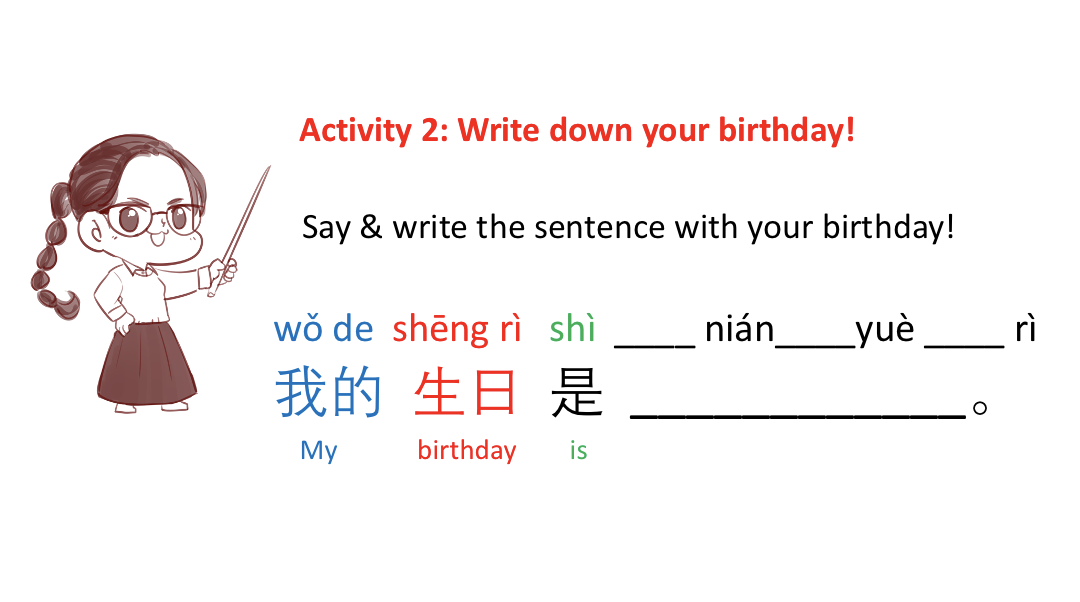 Activity 2: Write down your birthday!
Say & write the sentence with your birthday!
wǒ de shēng rì shì ____ nián____yuè ____ rì
我的 生日 是 ____________。
My birthday is